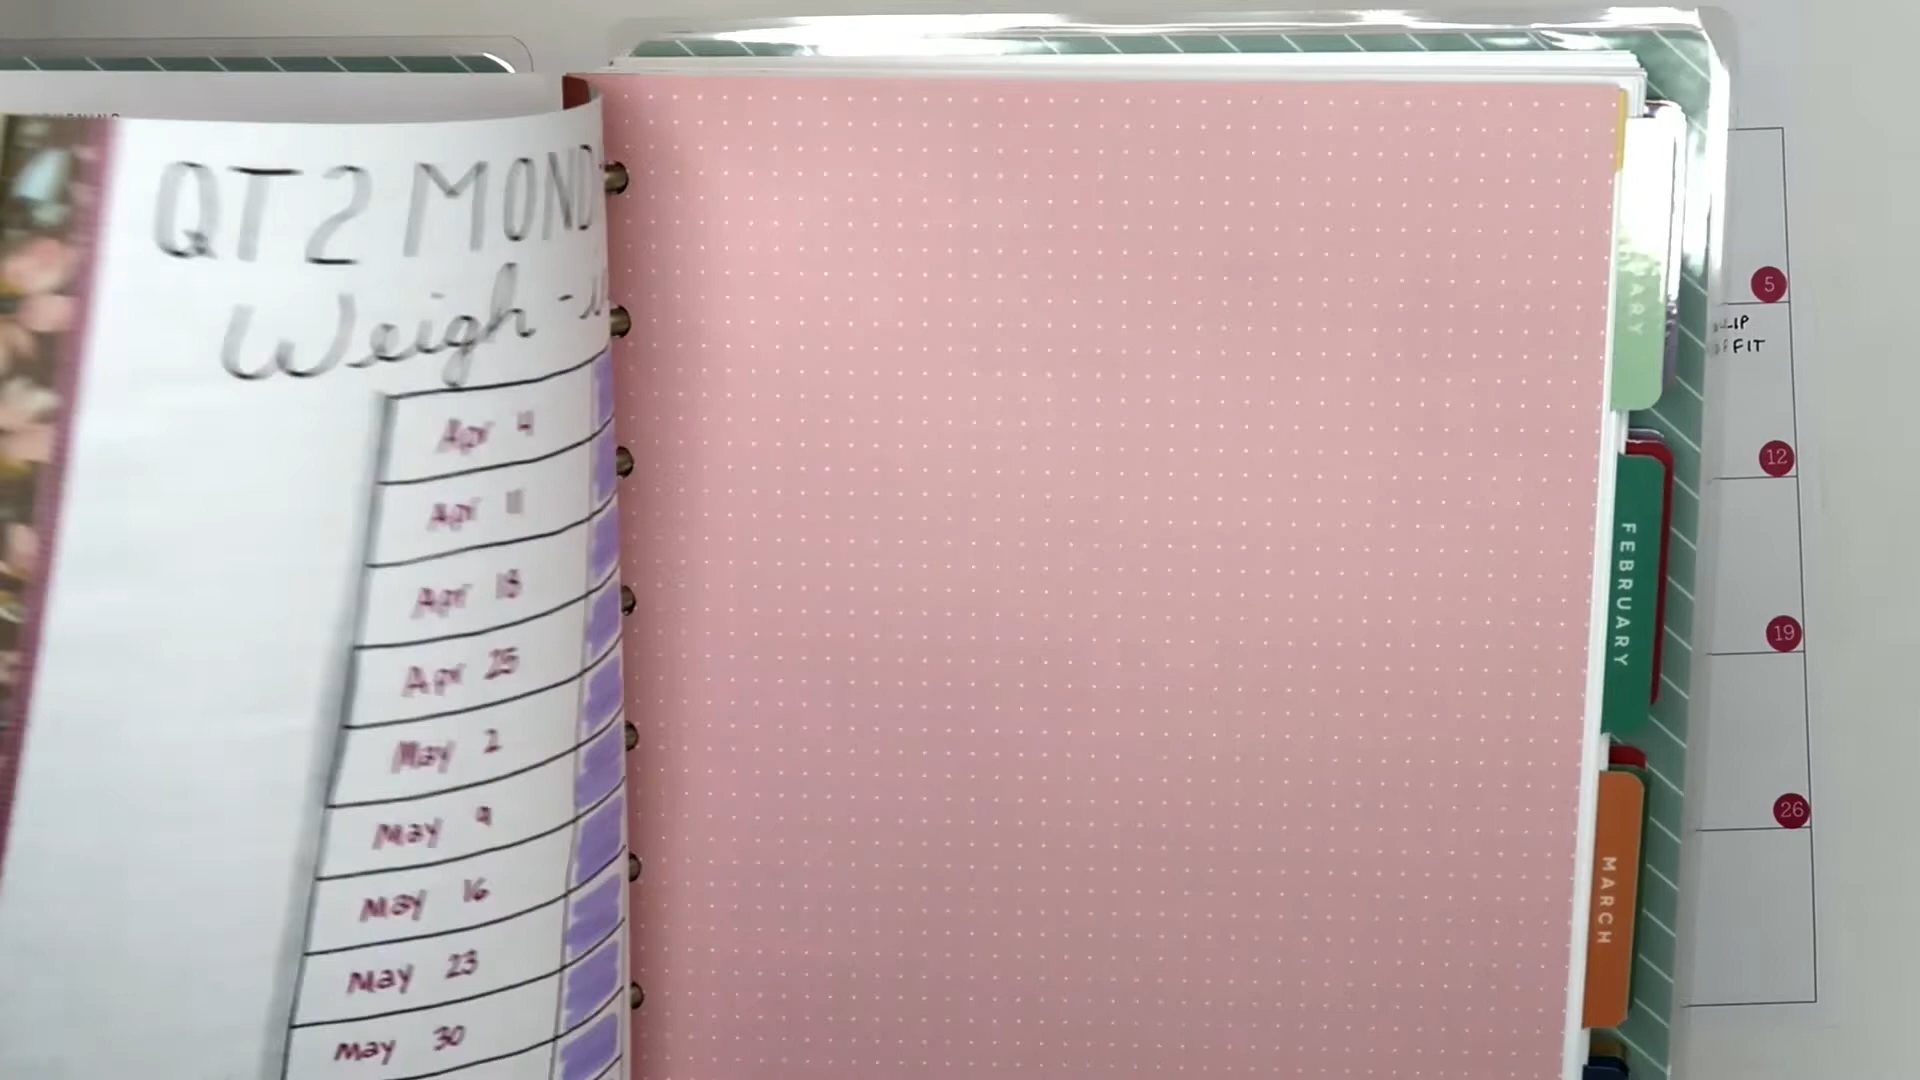 QT2 MOND
Weigh -
Apr 4
Apr 11
Apr 18
Apr 25
May 2
May 9
May 16
May 23
May 30
FEBRUARY
MARCH
5
FIT
12
19
26